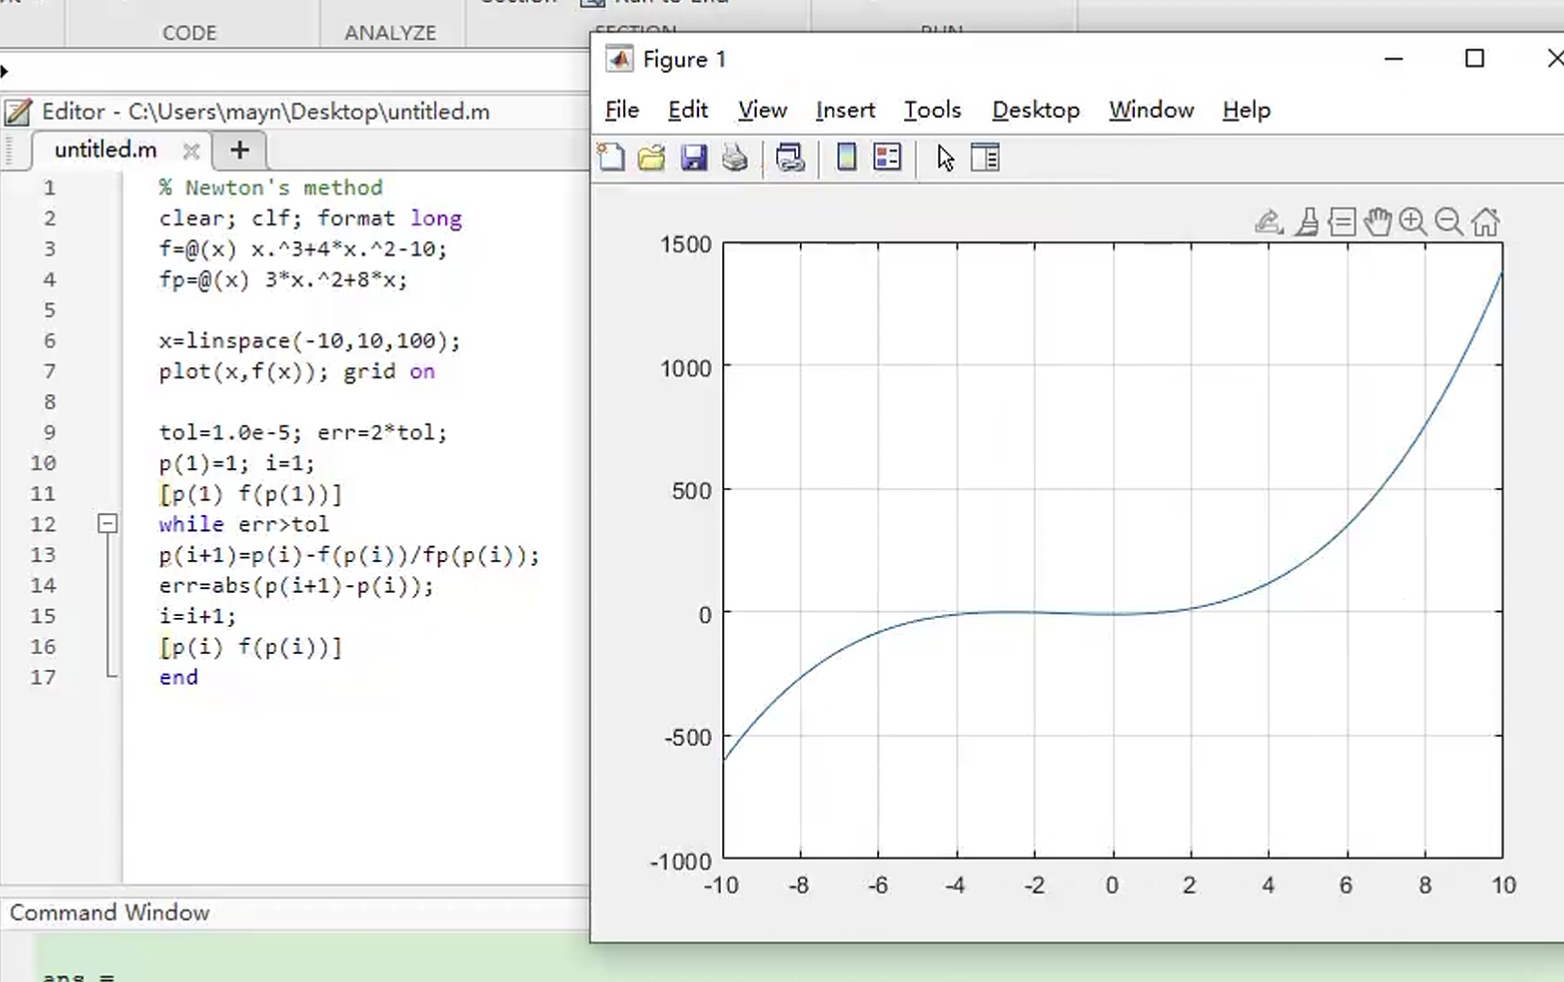 CODE
ANALYZE
Editor - C:\Users\mayn\Desktop\untitled.m
untitled.m
+
1 % Newton's method
2 clear; clf; format long
3 f=@(x) x.^3+4*x.^2-10;
4 fp=@(x) 3*x.^2+8*x;
5
6 x=linspace(-10,10,100);
7 plot(x,f(x)); grid on
8
9 tol=1.0e-5; err=2*tol;
10 p(1)=1; i=1;
11 [p(1) f(p(1))]
12 while err>tol
13 p(i+1)=p(i)-f(p(i))/fp(p(i));
14 err=abs(p(i+1)-p(i));
15 i=i+1;
16 [p(i) f(p(i))]
17 end
Command Window
ans =
Figure 1
File Edit View Insert Tools Desktop Window Help
1500
1000
500
0
-500
-1000
-10 -8 -6 -4 -2 0 2 4 6 8 10